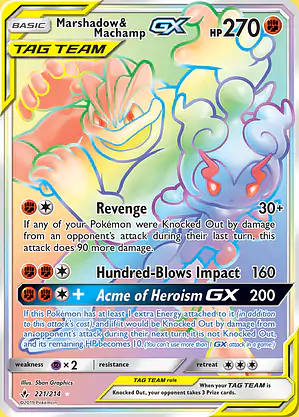 BASIC
Marshadow&
Machamp GX HP270
TAG TEAM
Revenge 30+
If any of your Pokémon were Knocked Out by damage
from an opponent's attack during their last turn, this
attack does 90 more damage.
Hundred-Blows Impact 160
+ Acme of Heroism GX 200
If this Pokémon has at least 1 extra Energy attached to it (in addition
to this attack's cost), and if it would be Knocked Out by damage from
an opponent's attack during their next turn, it is not Knocked Out,
and its remaining HP becomes 10. (You can't use more than 1 GX attack in a game.)
weakness ×2 resistance retreat
TAG TEAM rule
When your TAG TEAM is
Knocked Out, your opponent takes 3 Prize cards.
Illus. 5ban Graphics
221/214
©2019 Pokémon